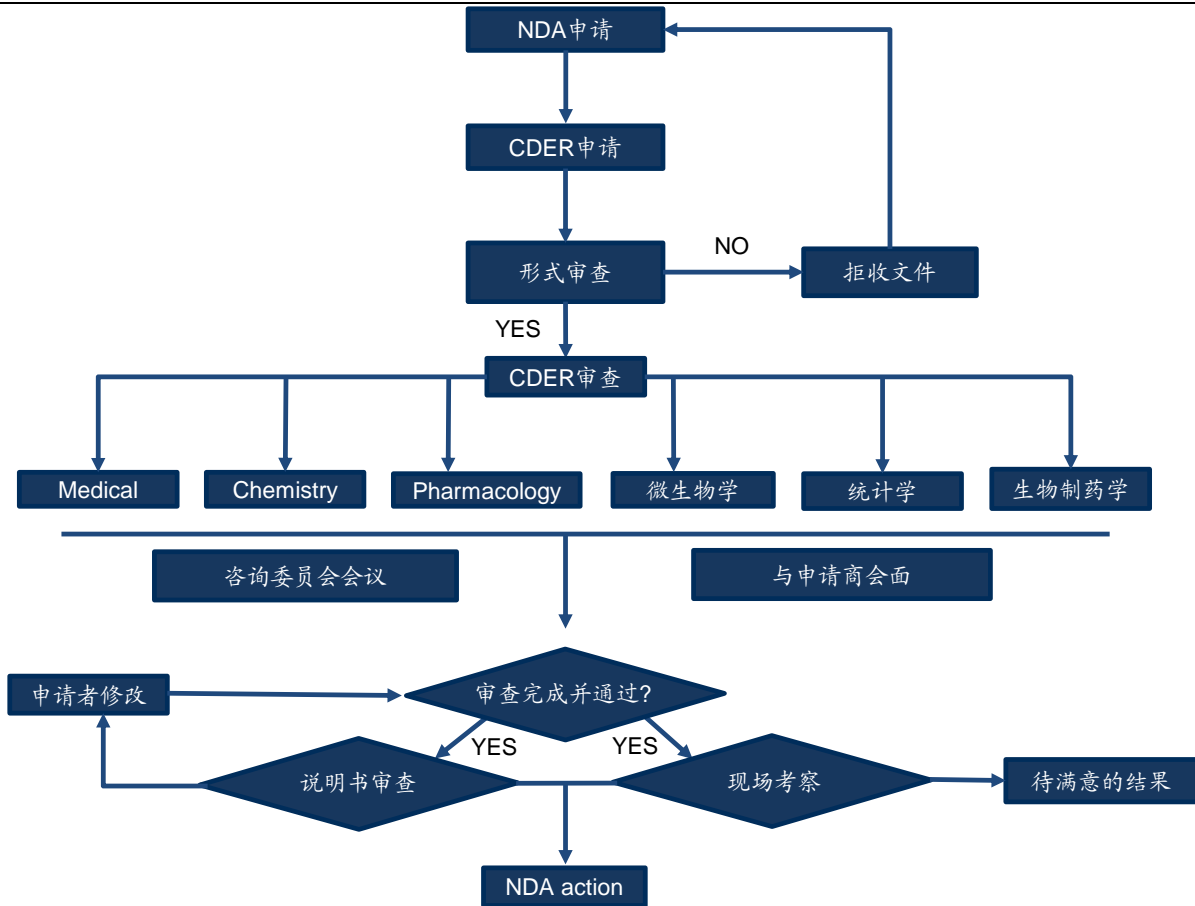 NDA申请
CDER申请
NO
形式审查
拒收文件
YES
CDER审查
Medical
Chemistry
Pharmacology
微生物学
统计学
生物制药学
咨询委员会会议
与申请商会面
申请者修改
审查完成并通过?
YES
YES
说明书审查
现场考察
待满意的结果
NDA action